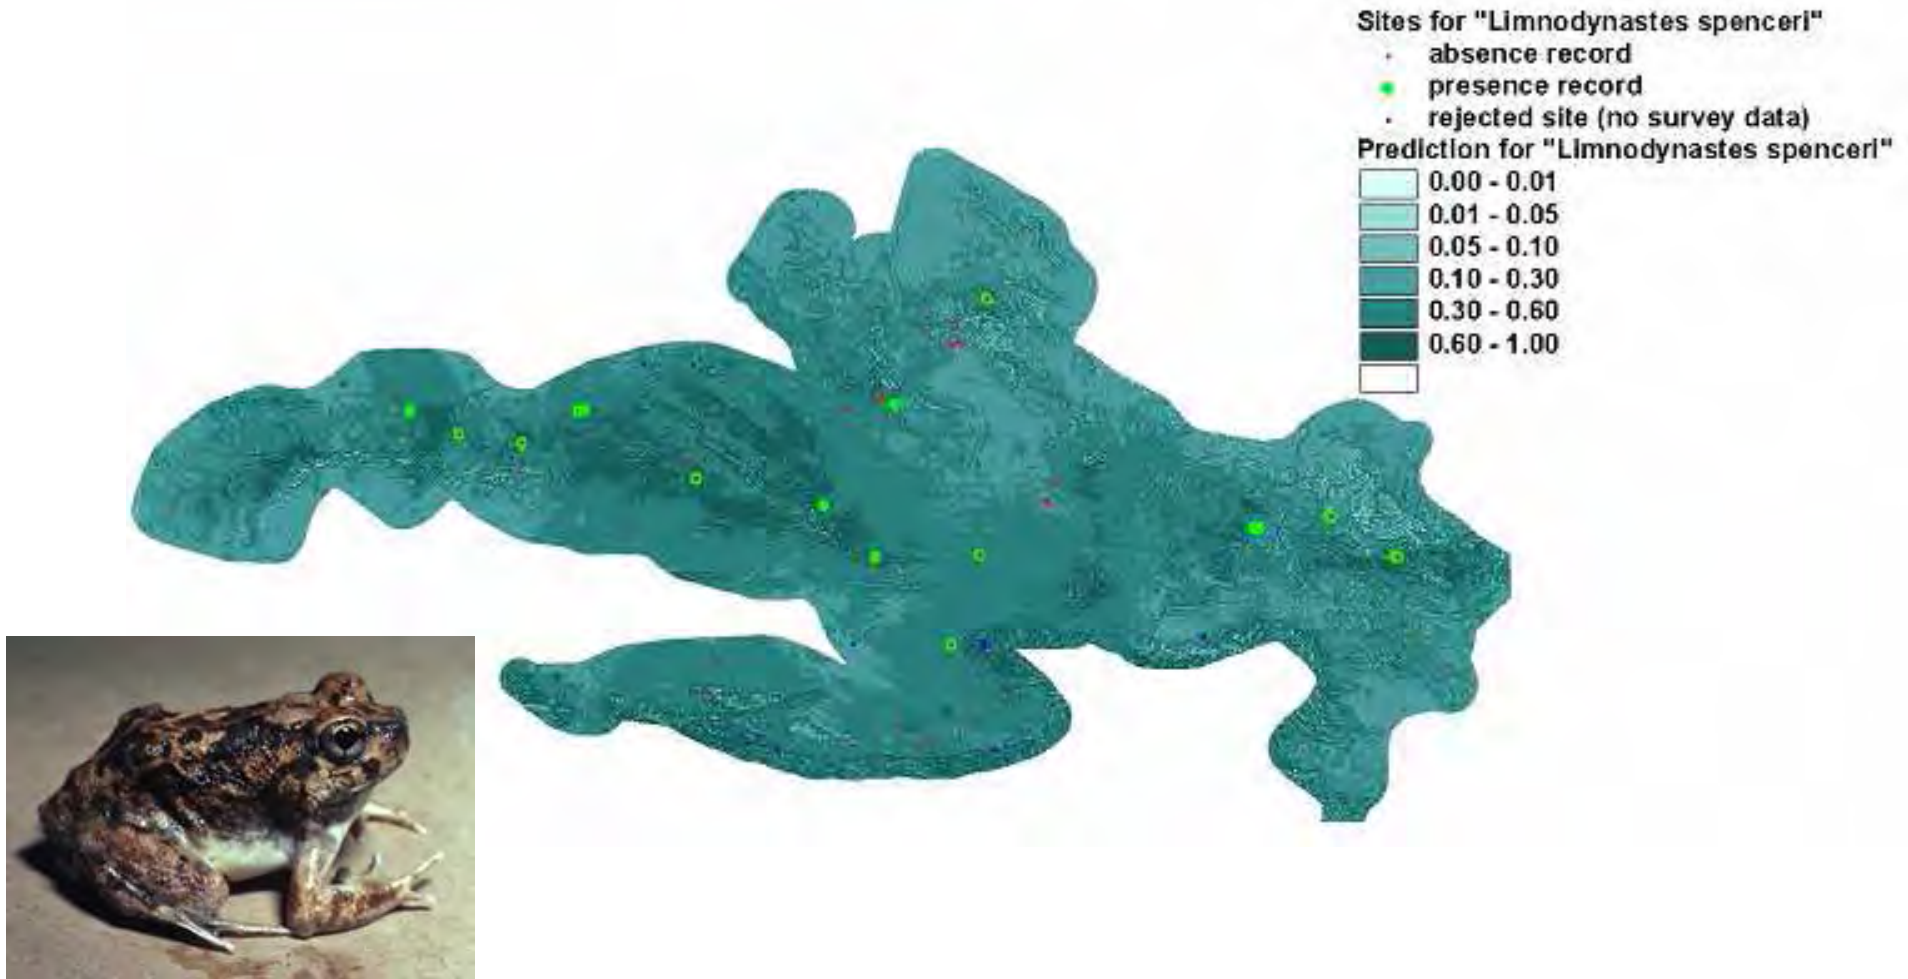 Sites for "Limnodynastes spenceri"
absence record
presence record
rejected site (no survey data)
Prediction for "Limnodynastes spenceri"
0.00 - 0.01
0.01 - 0.05
0.05 - 0.10
0.10 - 0.30
0.30 - 0.60
0.60 - 1.00